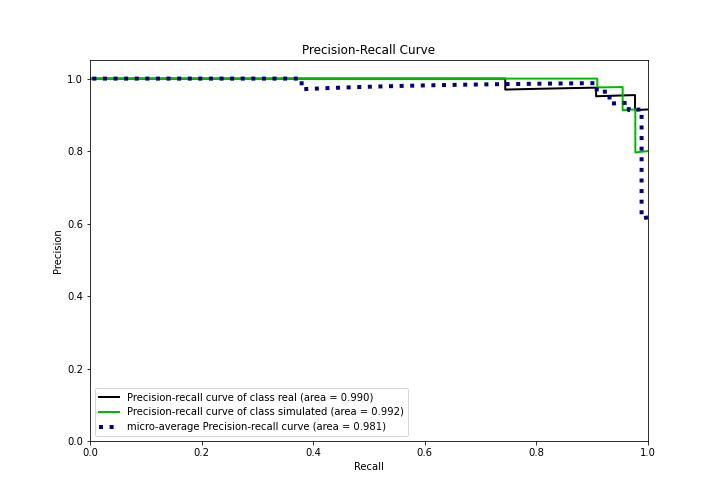 Precision-Recall Curve
1.0
0.8
0.6
0.4
0.2
0.0
Precision
Precision-recall curve of class real (area = 0.990)
Precision-recall curve of class simulated (area = 0.992)
micro-average Precision-recall curve (area = 0.981)
0.0 0.2 0.4 0.6 0.8 1.0
Recall